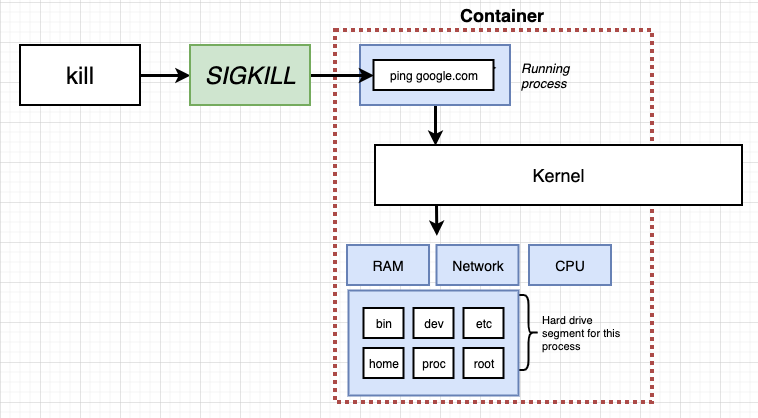 Container
kill
SIGKILL
ping google.com
Running
process
Kernel
RAM
Network
CPU
bin
dev
etc
Hard drive
segment for this
process
home
proc
root